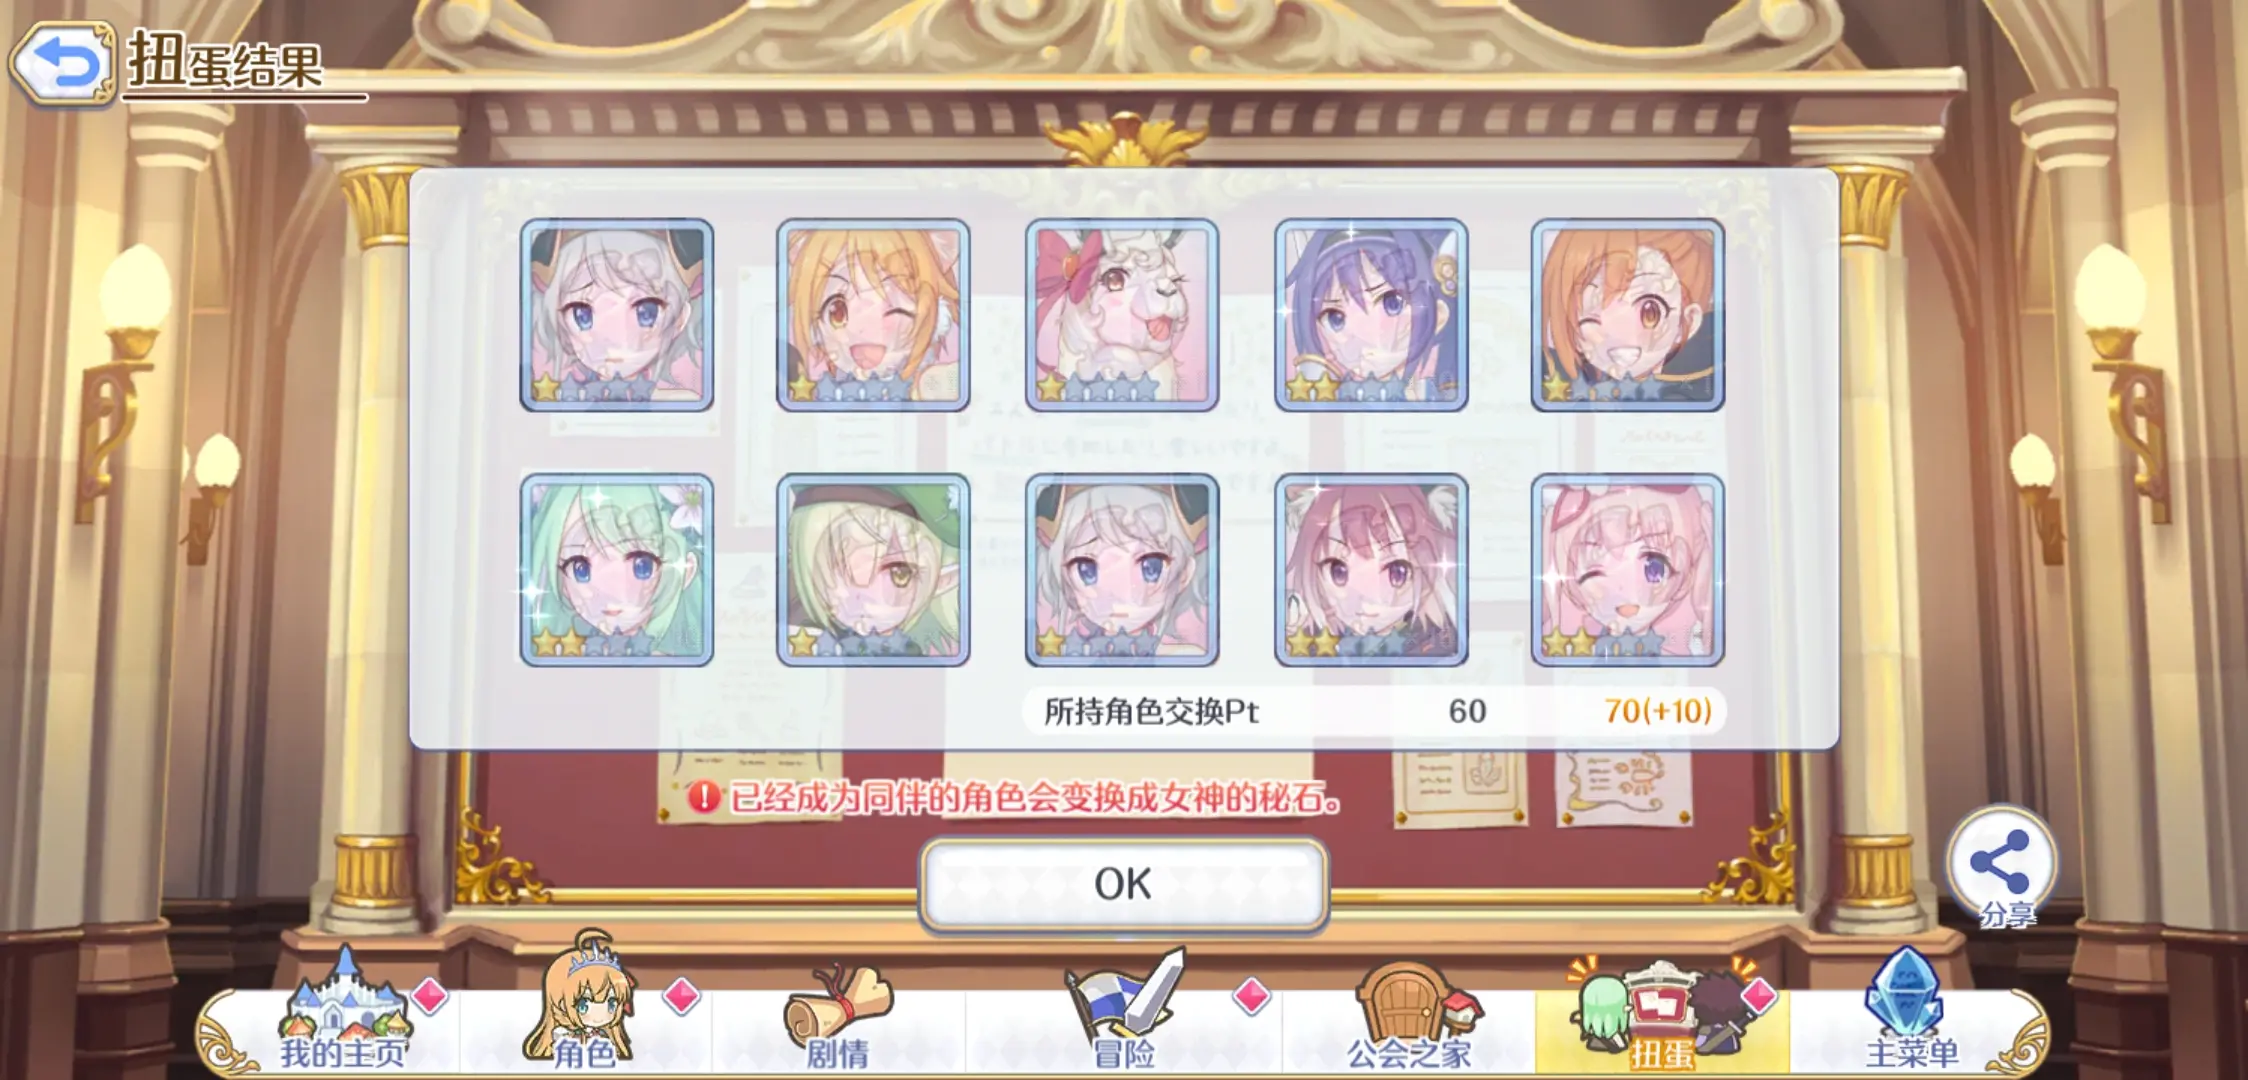 扭蛋结果
所持角色交换Pt 60 70(+10)
已经成为同伴的角色会变换成女神的秘石。
OK
分享
我的主页 角色 剧情 冒险 公会之家 扭蛋 主菜单